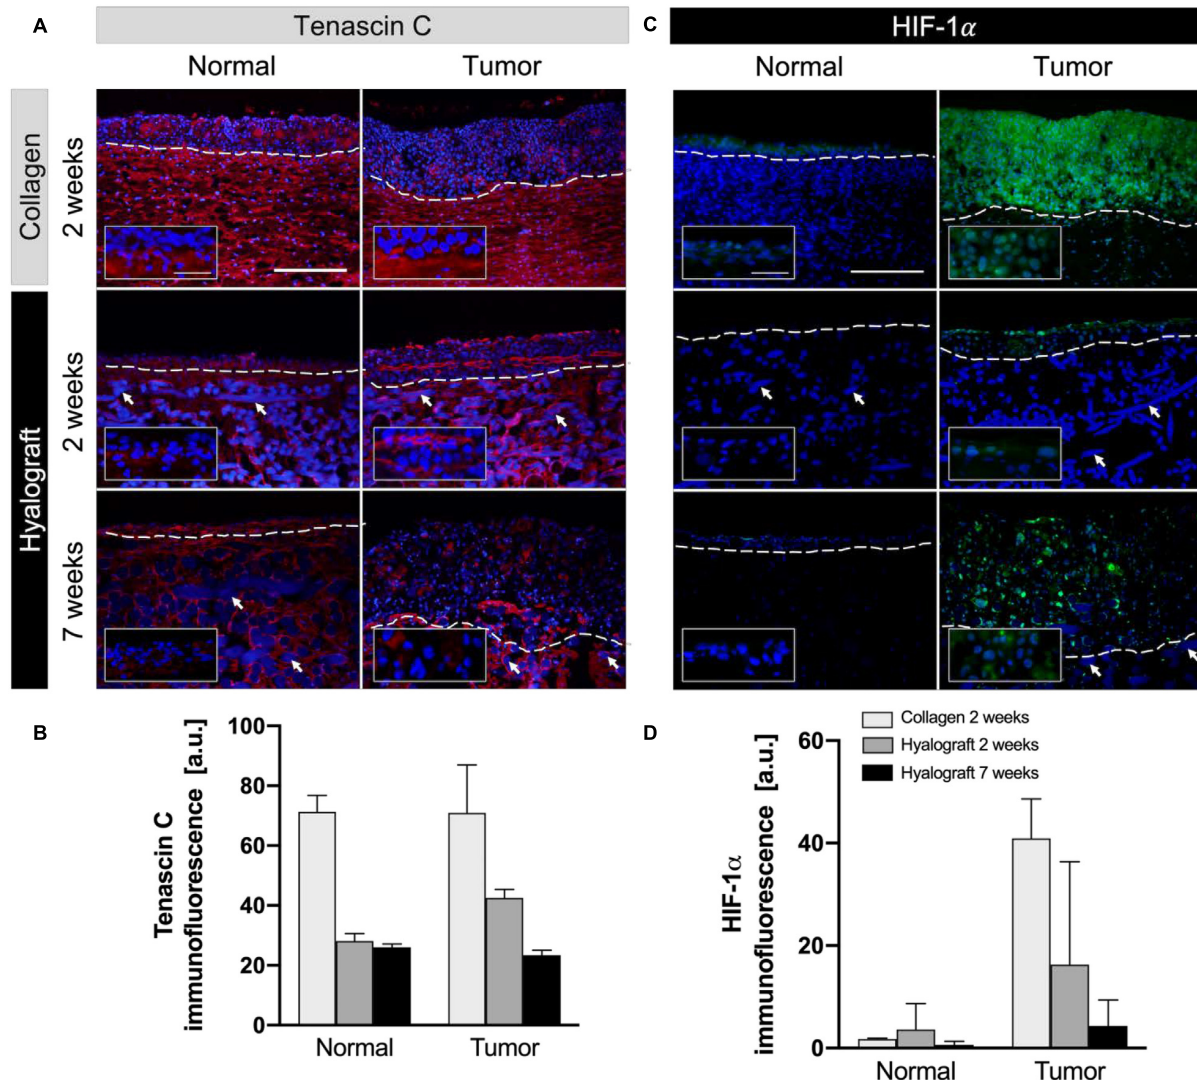 A
Tenascin C
Normal
Tumor
Collagen
2 weeks
Hyalograft
2 weeks
7 weeks
C
HIF-1α
Normal
Tumor
B
Tenascin C
immunofluorescence [a.u.]
100
80
60
40
20
0
Normal
Tumor
D
Collagen 2 weeks
Hyalograft 2 weeks
Hyalograft 7 weeks
HIF-1α
immunofluorescence [a.u.]
60
40
20
0
Normal
Tumor